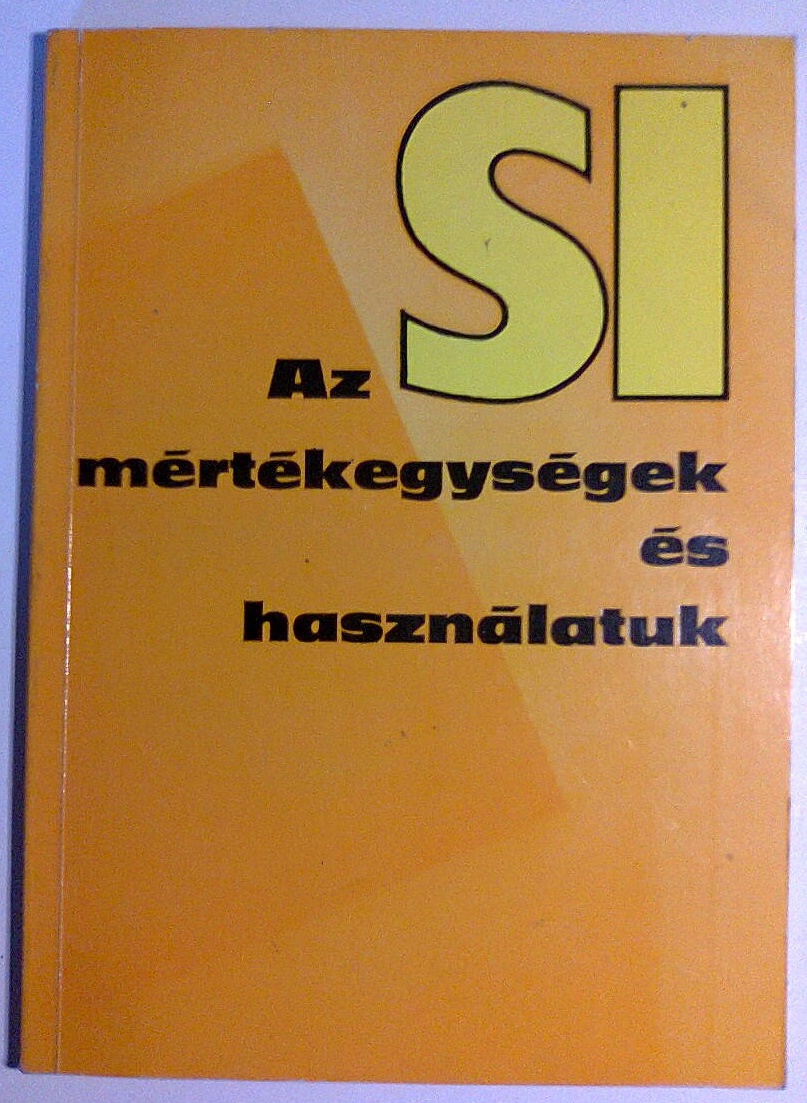 Az SI
mértékegységek
és
használatuk